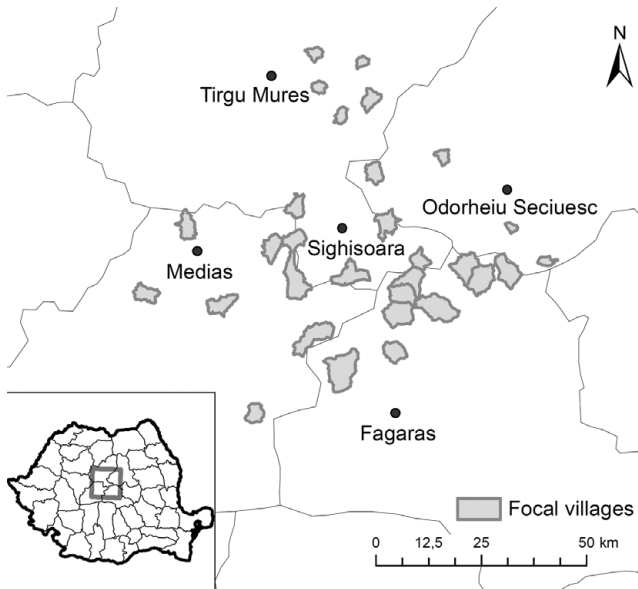 N
Tirgu Mures
Odorheiu Seciuesc
Sighisoara
Medias
Fagaras
Focal villages
0 12,5 25 50 km